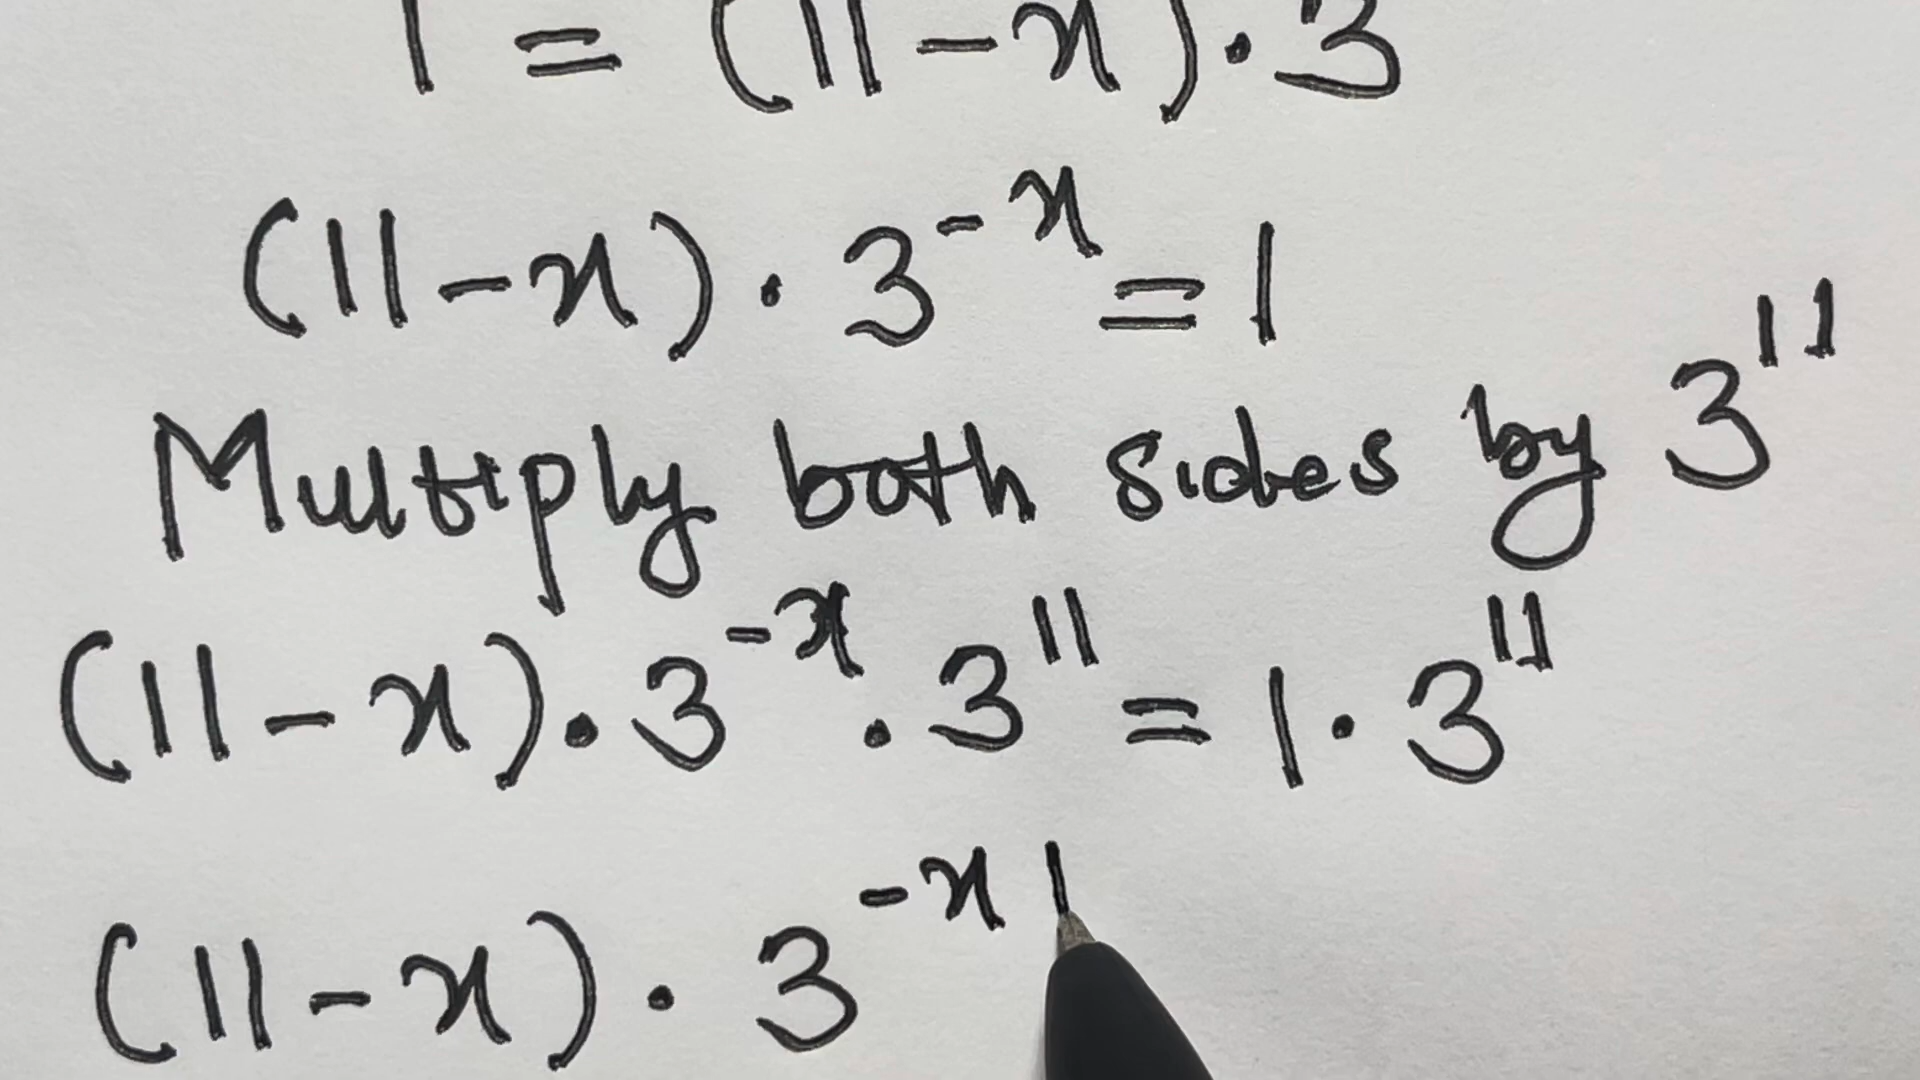 1 = (11-x).3
(11-x).3^-x = 1
Multiply both sides by 3^11
(11-x).3^-x.3^11 = 1.3^11
(11-x).3^-x 1